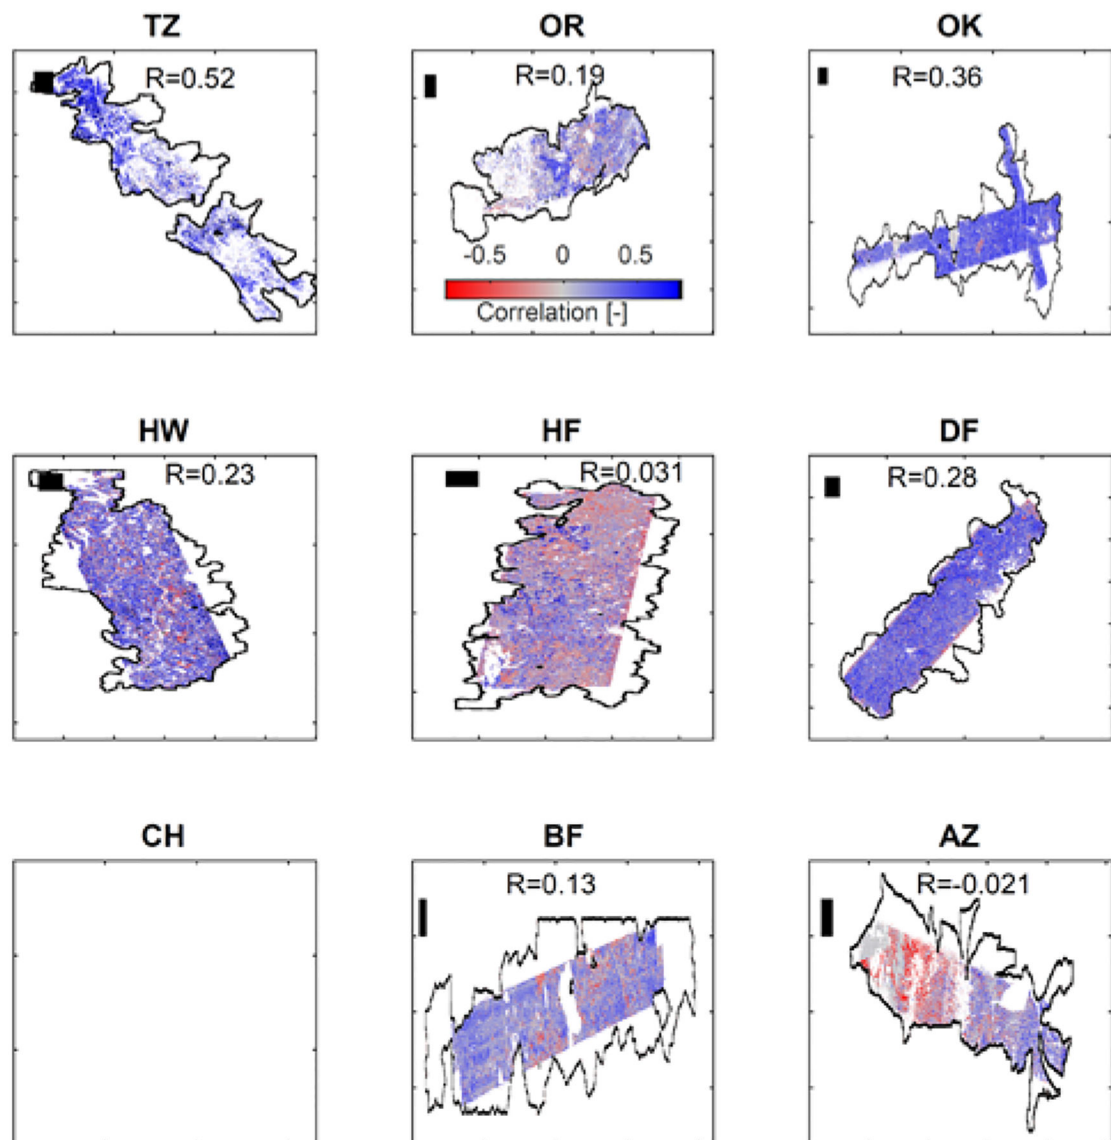 TZ
OR
OK
R=0.52
R=0.19
R=0.36
-0.5 0 0.5
Correlation [-]
HW
HF
DF
R=0.23
R=0.031
R=0.28
CH
BF
AZ
R=0.13
R=-0.021